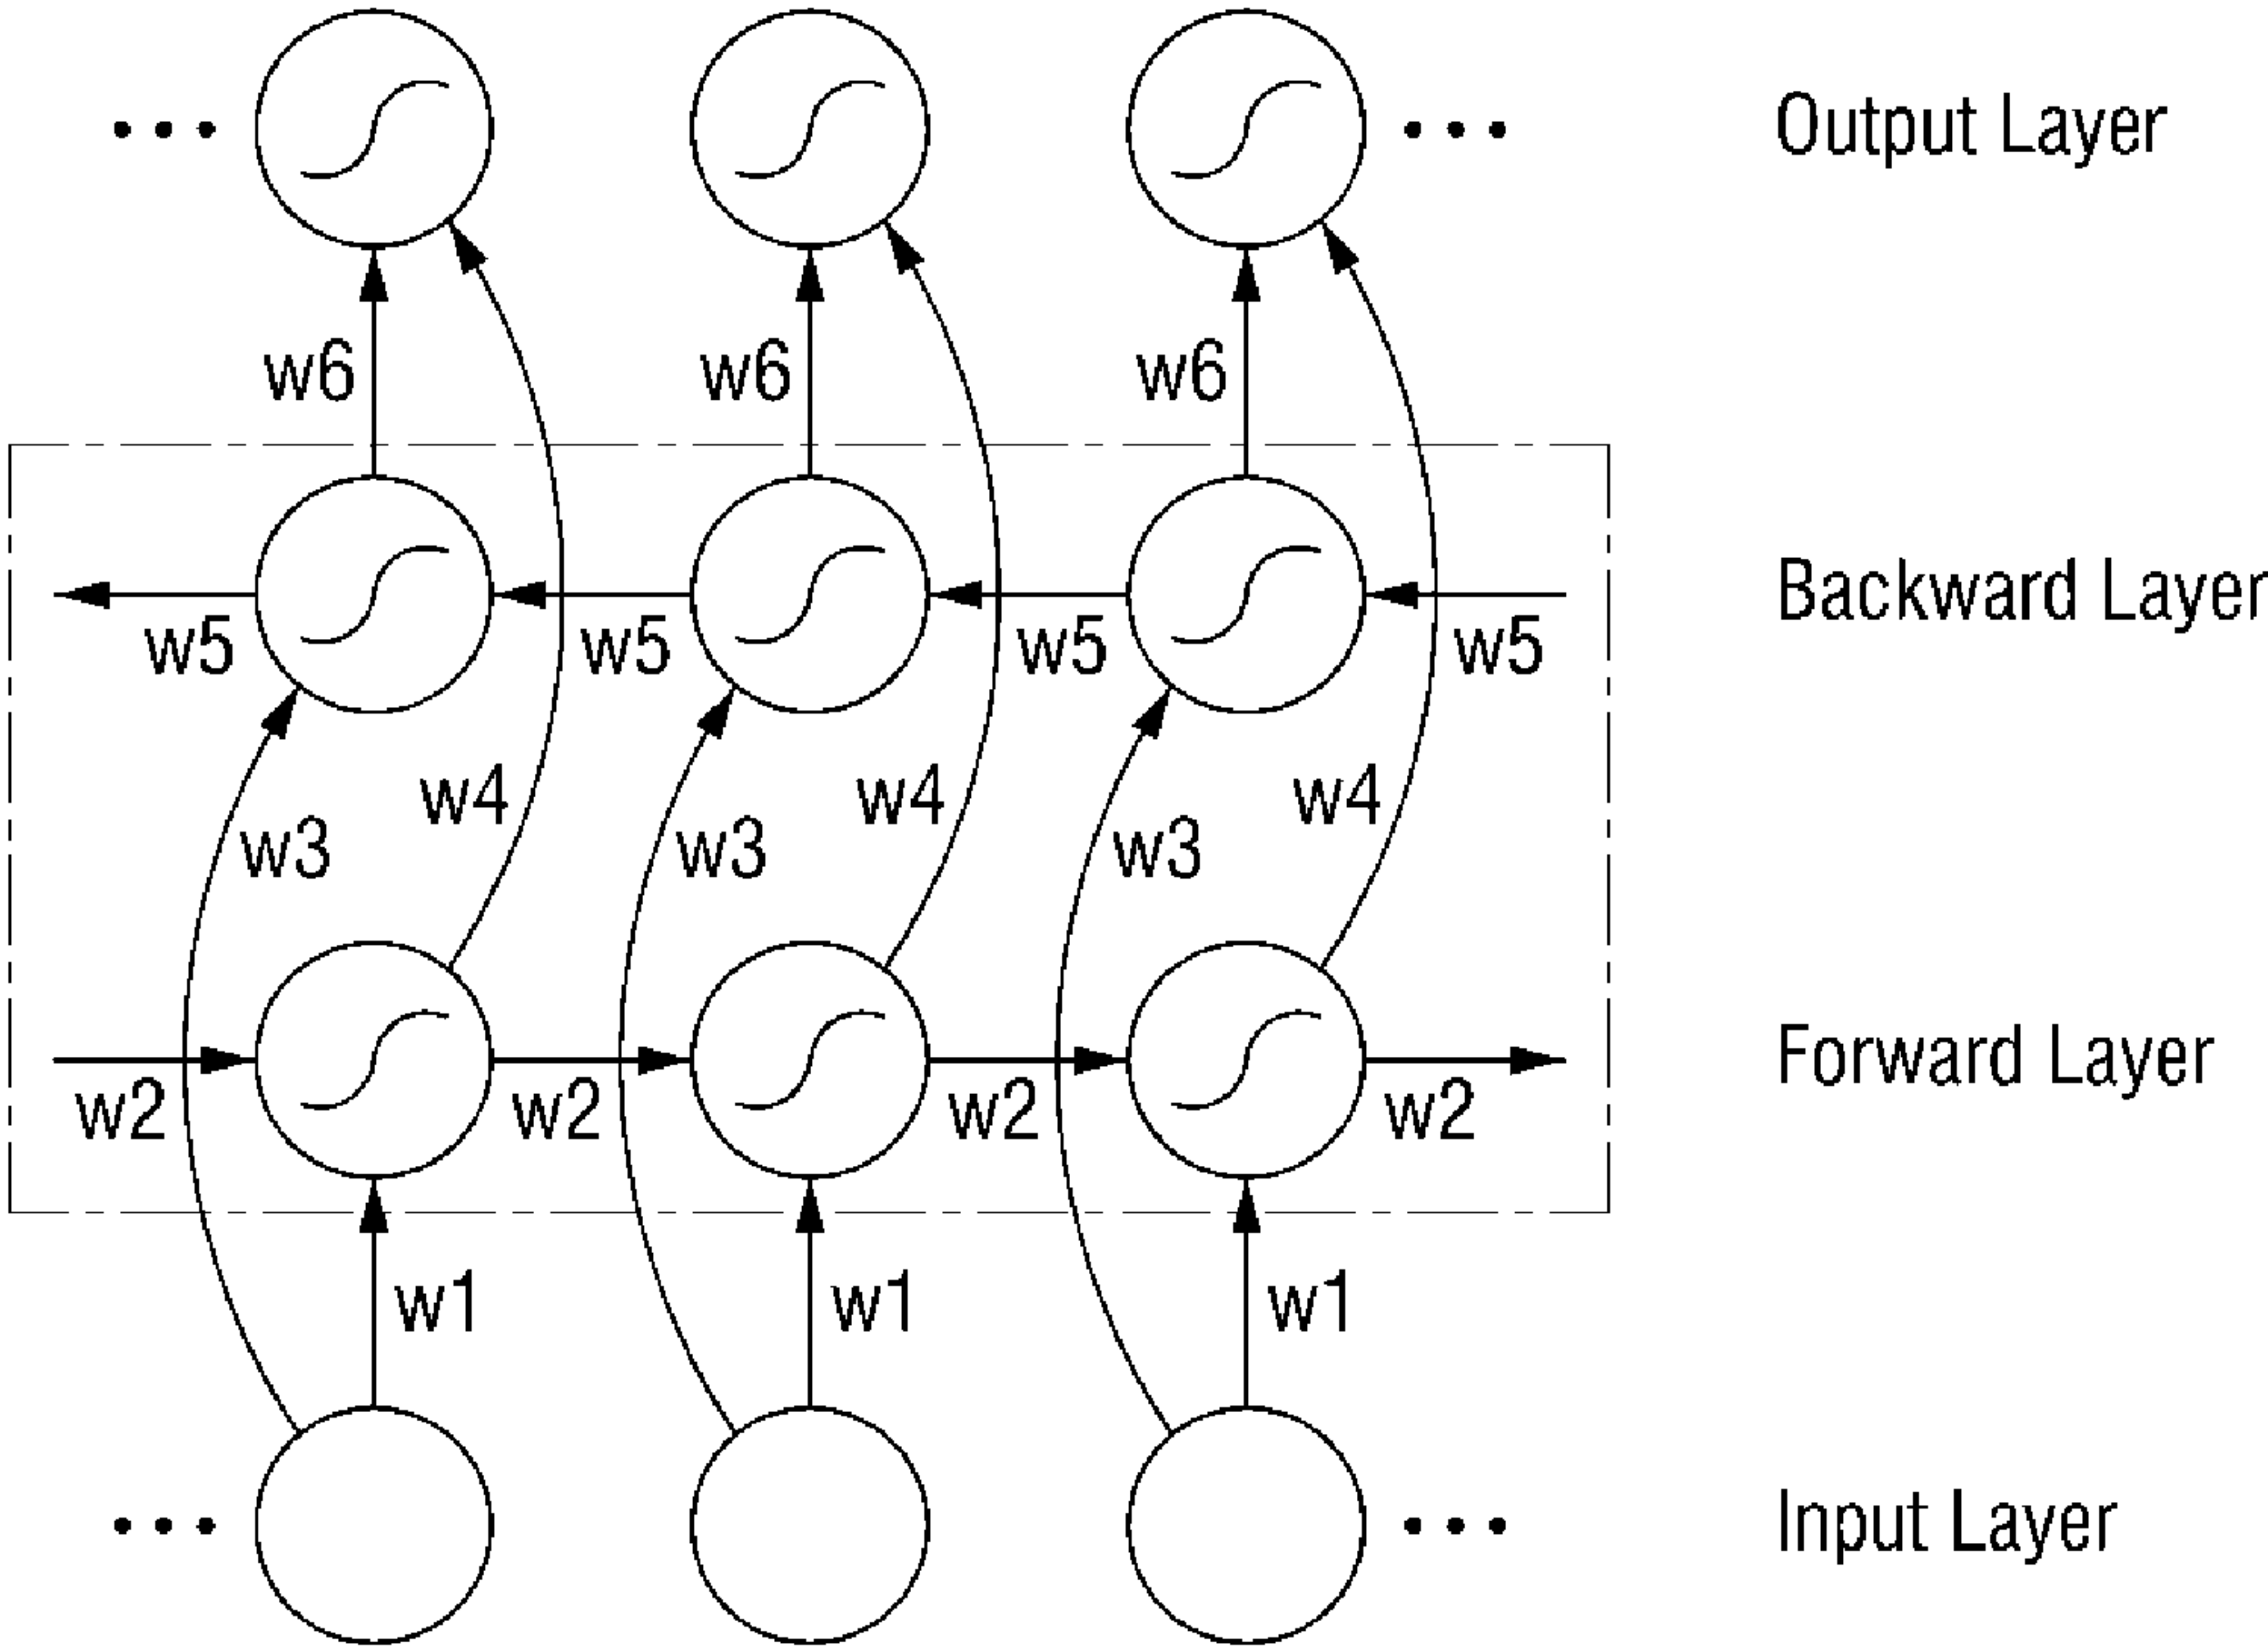 Output Layer
w6 w6 w6
Backward Layer
w5 w5 w5 w5
w4 w4 w4
w3 w3 w3
Forward Layer
w2 w2 w2 w2
w1 w1 w1
Input Layer